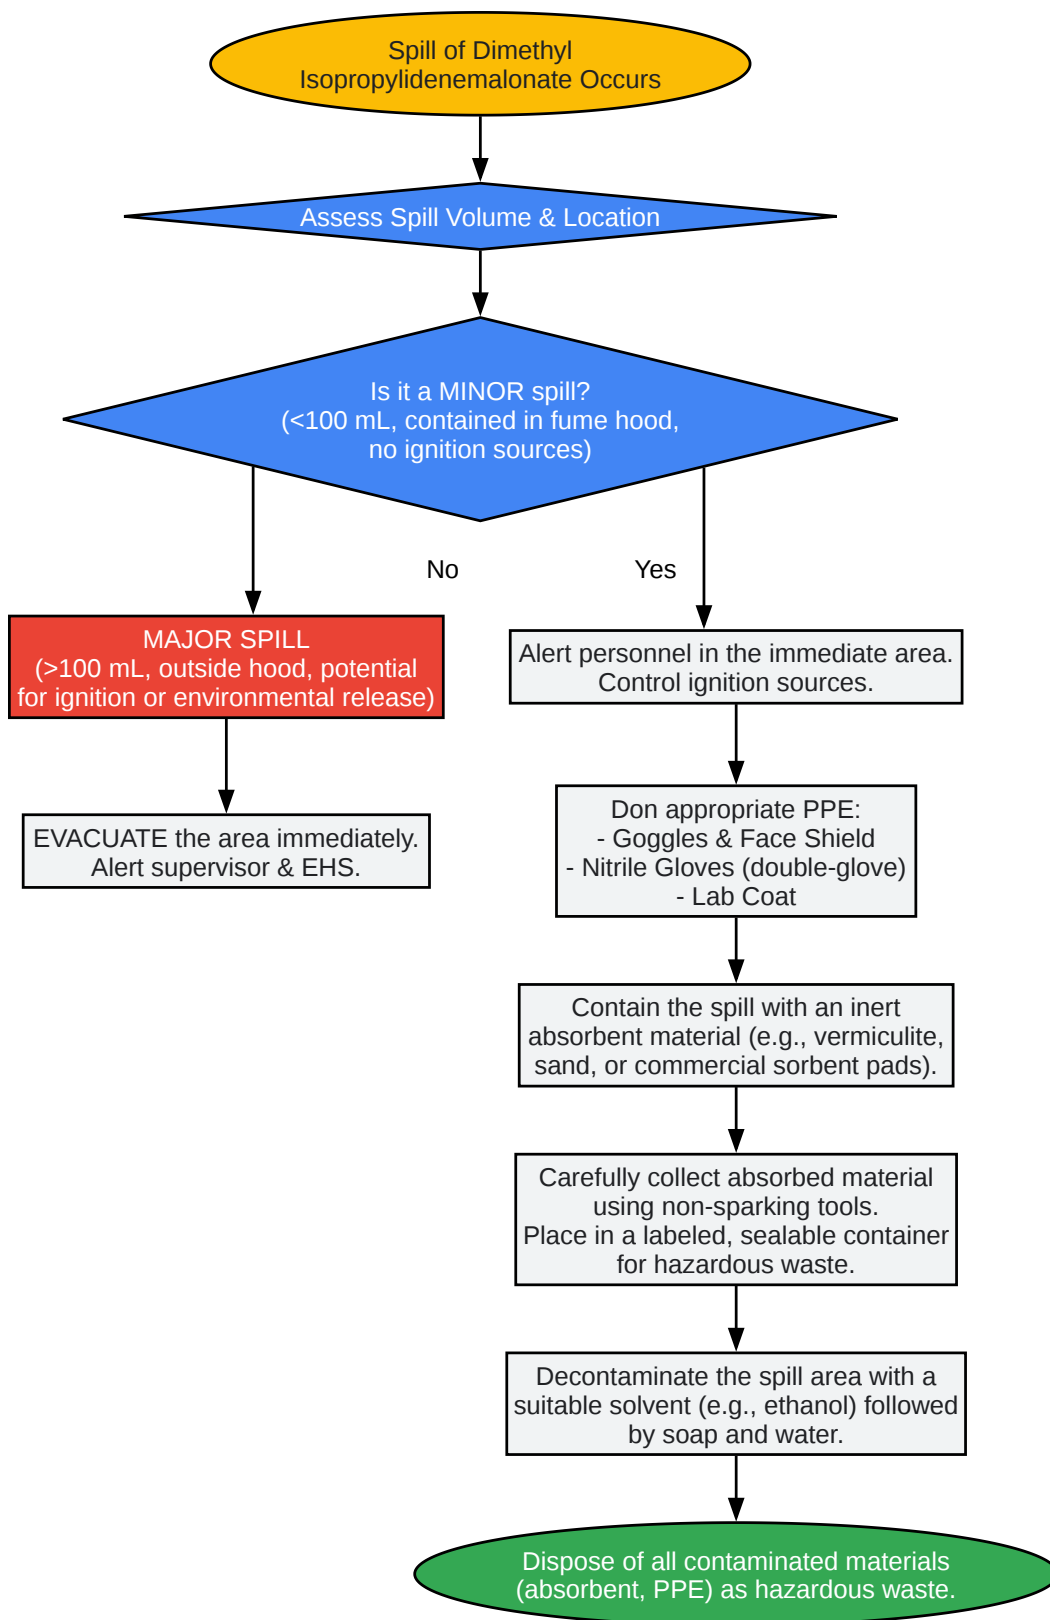 Spill of Dimethyl
Isopropylidenemalonate Occurs
Assess Spill Volume & Location
Is it a MINOR spill?
(<100 mL, contained in fume hood,
no ignition sources)
No
Yes
MAJOR SPILL
(>100 mL, outside hood, potential
for ignition or environmental release)
EVACUATE the area immediately.
Alert supervisor & EHS.
Alert personnel in the immediate area.
Control ignition sources.
Don appropriate PPE:
- Goggles & Face Shield
- Nitrile Gloves (double-glove)
- Lab Coat
Contain the spill with an inert
absorbent material (e.g., vermiculite,
sand, or commercial sorbent pads).
Carefully collect absorbed material
using non-sparking tools.
Place in a labeled, sealable container
for hazardous waste.
Decontaminate the spill area with a
suitable solvent (e.g., ethanol) followed
by soap and water.
Dispose of all contaminated materials
(absorbent, PPE) as hazardous waste.